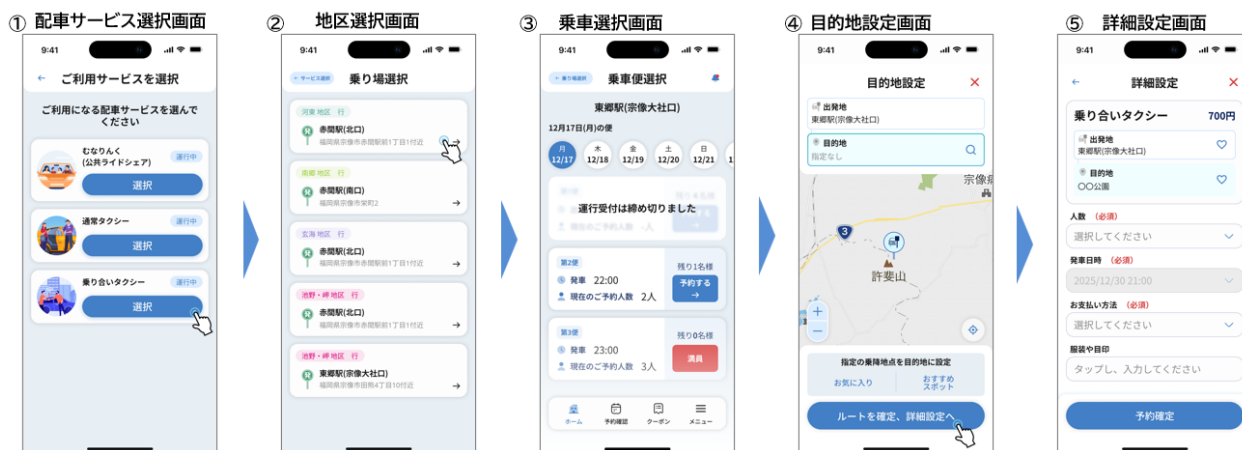 ① 配車サービス選択画面
9:41
← ご利用サービスを選択
ご利用になる配車サービスを選んで
ください
むなりんく
(公共ライドシェア)
運行中
選択
通常タクシー
運行中
選択
乗り合いタクシー
運行中
選択
② 地区選択画面
9:41
← サービス選択
乗り場選択
河東地区 行
赤間駅(北口)
福岡県宗像市赤間駅前1丁目1付近 →
南郷地区 行
赤間駅(南口)
福岡県宗像市栄町2 →
玄海地区 行
赤間駅(北口)
福岡県宗像市赤間駅前1丁目1付近 →
池野・岬地区 行
赤間駅(北口)
福岡県宗像市赤間駅前1丁目1付近 →
池野・岬地区 行
東郷駅(宗像大社口)
福岡県宗像市田熊4丁目10付近 →
③ 乗車選択画面
9:41
← 乗り場選択
乗車便選択
東郷駅(宗像大社口)
12月17日(月)の便
月 木 金 土 日
12/17 12/18 12/19 12/20 12/21 1
運行受付は締め切りました
現在のご予約人数 -人
第2便
発車 22:00
現在のご予約人数 2人
残り1名様
予約する
→
第3便
発車 23:00
現在のご予約人数 3人
残り0名様
満員
ホーム 予約確認 クーポン メニュー
④ 目的地設定画面
9:41
目的地設定 ×
出発地
東郷駅(宗像大社口)
目的地
指定なし
宗像
3
許斐山
+
−
指定の乗降地点を目的地に設定
お気に入り
おすすめ
スポット
ルートを確定、詳細設定へ
⑤ 詳細設定画面
9:41
← 詳細設定 ×
乗り合いタクシー 700円
出発地
東郷駅(宗像大社口)
目的地
〇〇公園
人数 (必須)
選択してください
発車日時 (必須)
2025/12/30 21:00
お支払い方法 (必須)
選択してください
服装や目印
タップし、入力してください
予約確定